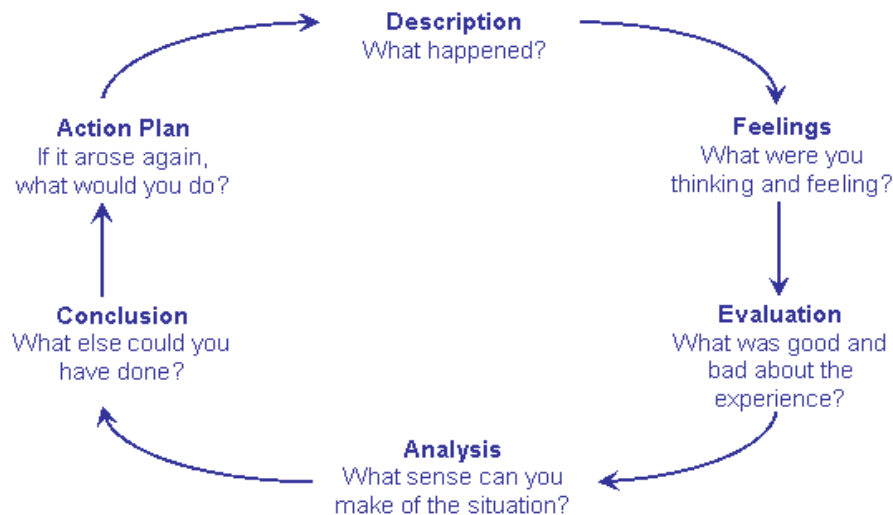 Description
What happened?
Feelings
What were you
thinking and feeling?
Evaluation
What was good and
bad about the
experience?
Analysis
What sense can you
make of the situation?
Conclusion
What else could you
have done?
Action Plan
If it arose again,
what would you do?